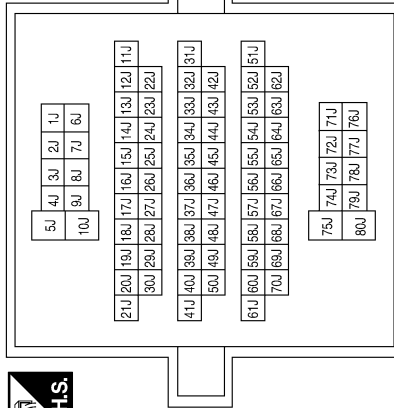 H.S.
5J 4J 3J 2J 1J
10J 9J 8J 7J 6J
21J 20J 19J 18J 17J 16J 15J 14J 13J 12J 11J
30J 29J 28J 27J 26J 25J 24J 23J 22J
41J 40J 39J 38J 37J 36J 35J 34J 33J 32J 31J
50J 49J 48J 47J 46J 45J 44J 43J 42J
61J 60J 59J 58J 57J 56J 55J 54J 53J 52J 51J
70J 69J 68J 67J 66J 65J 64J 63J 62J
75J 74J 73J 72J 71J
80J 79J 78J 77J 76J